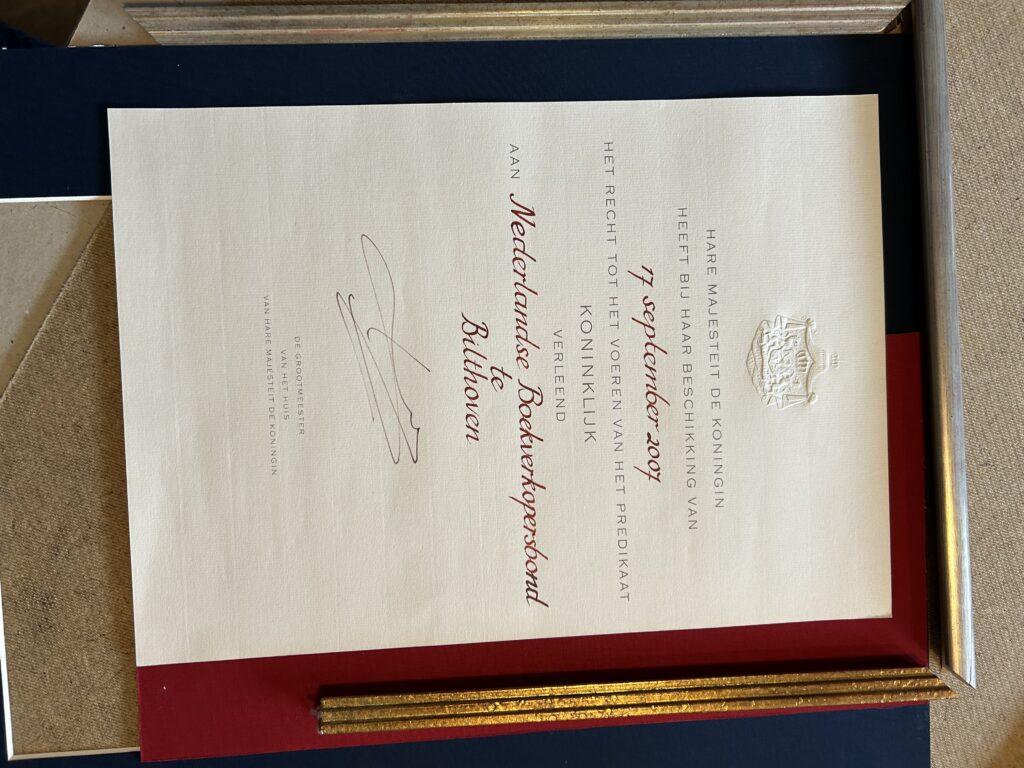 HARE MAJESTEIT DE KONINGIN
HEEFT BIJ HAAR BESCHIKKING VAN
17 september 2007
HET RECHT TOT HET VOEREN VAN HET PREDIKAAT
KONINKLIJK
VERLEEND
AAN Nederlandse Boekverkopersbond
te
Bilthoven
DE GROOTMEESTER
VAN HET HUIS
VAN HARE MAJESTEIT DE KONINGIN